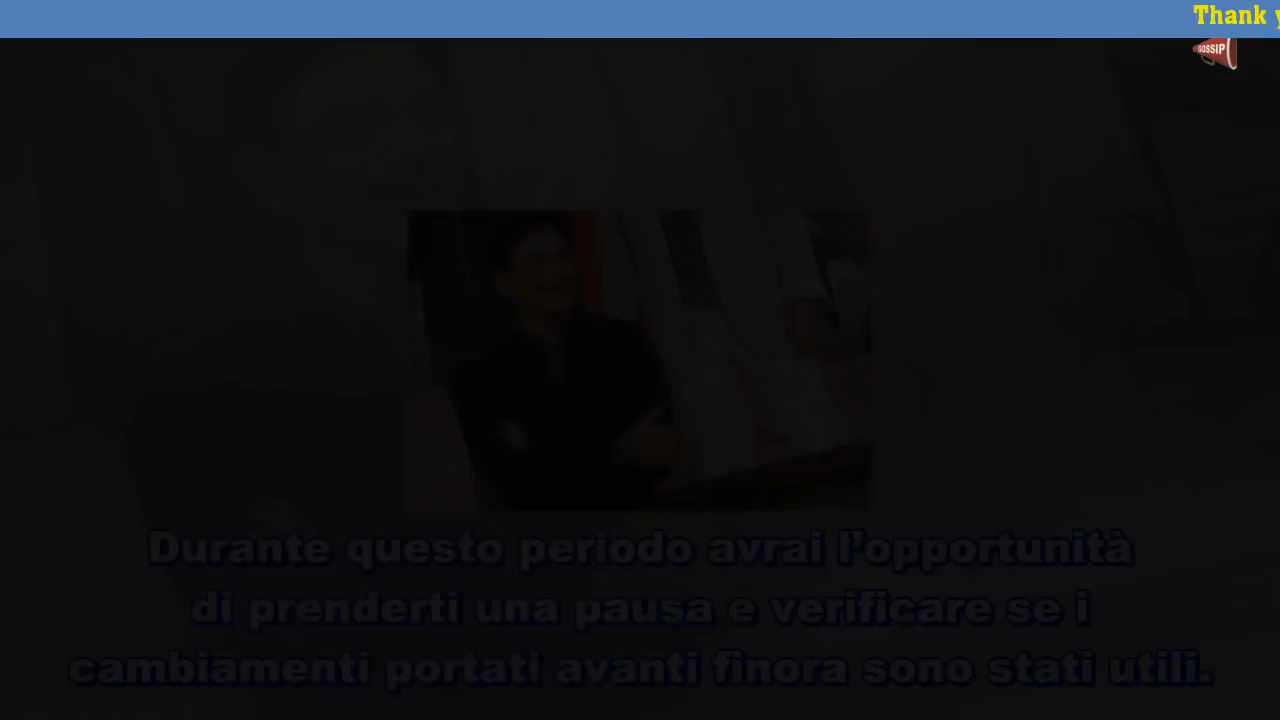 Thank y
GOSSIP
Durante questo periodo avrai l'opportunità
di prenderti una pausa e verificare se i
cambiamenti portati avanti finora sono stati utili.